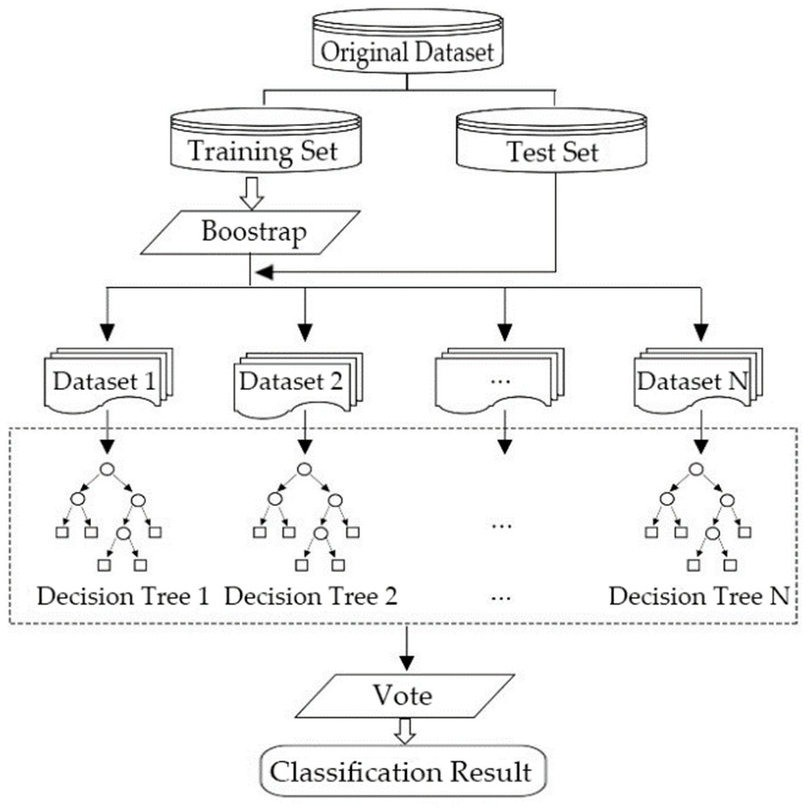 Original Dataset
Training Set
Test Set
Boostrap
Dataset 1
Dataset 2
...
Dataset N
...
Decision Tree 1
Decision Tree 2
...
Decision Tree N
Vote
Classification Result